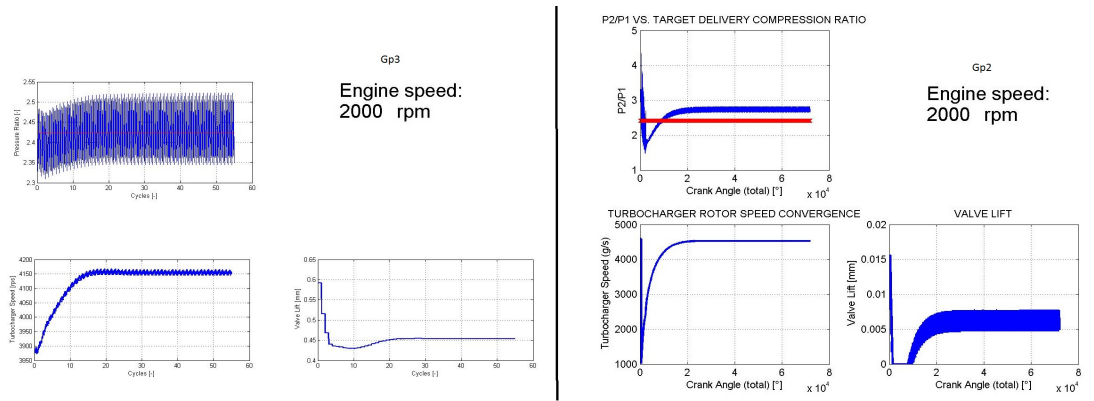 Gp3
Engine speed:
2000 rpm
2.55
2.5
2.45
2.4
2.35
2.3
Pressure Ratio [-]
0 10 20 30 40 50 60
Cycles [-]
4200
4150
4100
4050
4000
3950
3900
3850
Turbocharger Speed [rps]
0 10 20 30 40 50 60
Cycles [-]
0.65
0.6
0.55
0.5
0.45
0.4
Valve Lift [mm]
0 10 20 30 40 50 60
Cycles [-]
P2/P1 VS. TARGET DELIVERY COMPRESSION RATIO
5
4
3
2
1
P2/P1
0 2 4 6 8
Crank Angle (total) [°]
x 10⁴
Gp2
Engine speed:
2000 rpm
TURBOCHARGER ROTOR SPEED CONVERGENCE
5000
4000
3000
2000
1000
Turbocharger Speed (g/s)
0 2 4 6 8
Crank Angle (total) [°]
x 10⁴
VALVE LIFT
0.02
0.015
0.01
0.005
0
Valve Lift [mm]
0 2 4 6 8
Crank Angle (total) [°]
x 10⁴